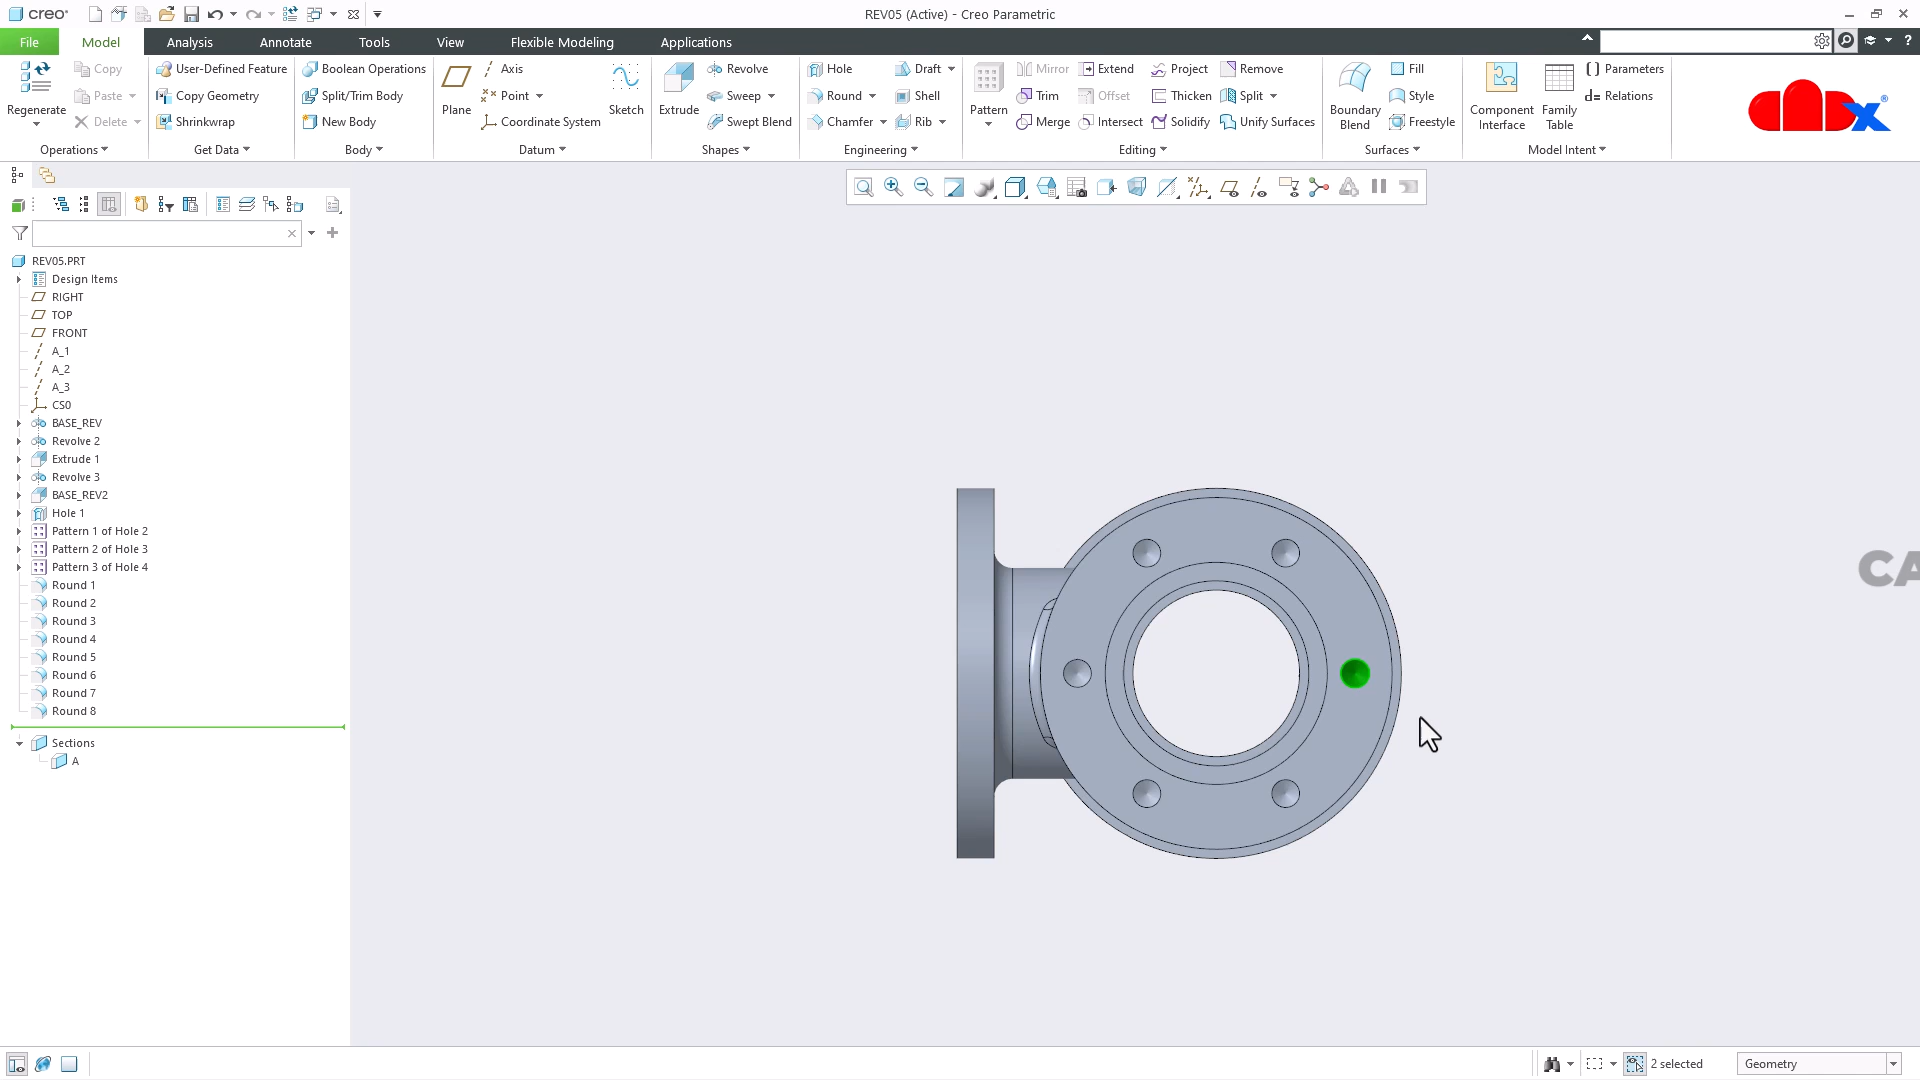 creo
REV05 (Active) - Creo Parametric
File
Model
Analysis
Annotate
Tools
View
Flexible Modeling
Applications
Regenerate
Copy
Paste
Delete
Operations
User-Defined Feature
Copy Geometry
Shrinkwrap
Get Data
Boolean Operations
Split/Trim Body
New Body
Body
Plane
Axis
Point
Coordinate System
Sketch
Datum
Extrude
Revolve
Sweep
Swept Blend
Shapes
Hole
Round
Chamfer
Draft
Shell
Rib
Engineering
Pattern
Mirror
Trim
Merge
Extend
Offset
Intersect
Project
Thicken
Solidify
Remove
Split
Unify Surfaces
Editing
Boundary
Blend
Fill
Style
Freestyle
Surfaces
Component
Interface
Family
Table
Parameters
d= Relations
Model Intent
CADX®
REV05.PRT
Design Items
RIGHT
TOP
FRONT
A_1
A_2
A_3
CS0
BASE_REV
Revolve 2
Extrude 1
Revolve 3
BASE_REV2
Hole 1
Pattern 1 of Hole 2
Pattern 2 of Hole 3
Pattern 3 of Hole 4
Round 1
Round 2
Round 3
Round 4
Round 5
Round 6
Round 7
Round 8
Sections
A
CA
2 selected
Geometry